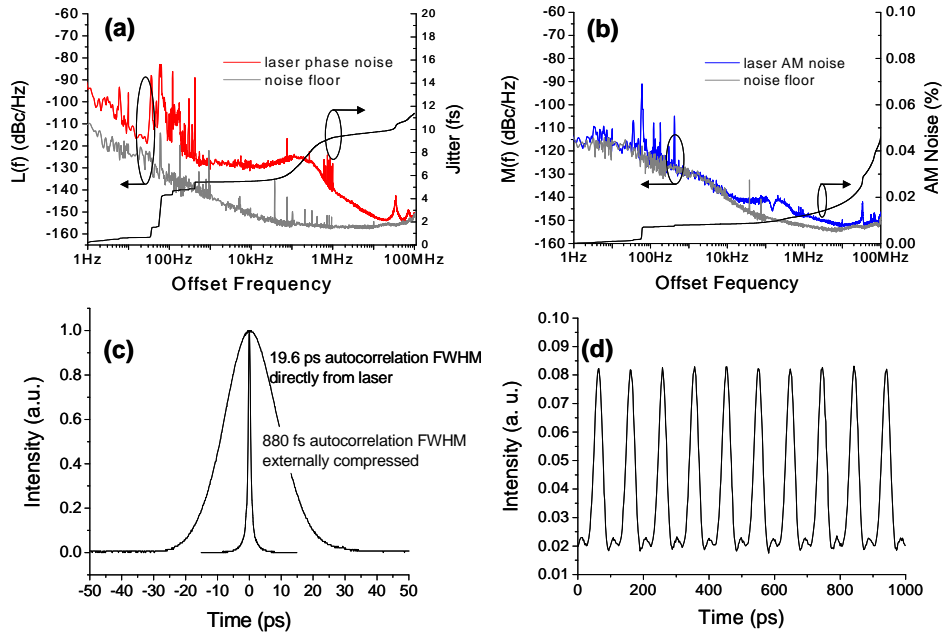 (a)
-60
-70
-80
-90
-100
-110
-120
-130
-140
-150
-160
L(f) (dBc/Hz)
20
18
16
14
12
10
8
6
4
2
0
Jitter (fs)
laser phase noise
noise floor
1Hz 100Hz 10kHz 1MHz 100MHz
Offset Frequency
(b)
-60
-70
-80
-90
-100
-110
-120
-130
-140
-150
-160
M(f) (dBc/Hz)
0.10
0.08
0.06
0.04
0.02
0.00
AM Noise (%)
laser AM noise
noise floor
1Hz 100Hz 10kHz 1MHz 100MHz
Offset Frequency
(c)
1.0
0.8
0.6
0.4
0.2
0.0
Intensity (a.u.)
19.6 ps autocorrelation FWHM
directly from laser
880 fs autocorrelation FWHM
externally compressed
-50 -40 -30 -20 -10 0 10 20 30 40 50
Time (ps)
(d)
0.10
0.09
0.08
0.07
0.06
0.05
0.04
0.03
0.02
0.01
Intensity (a. u.)
0 200 400 600 800 1000
Time (ps)